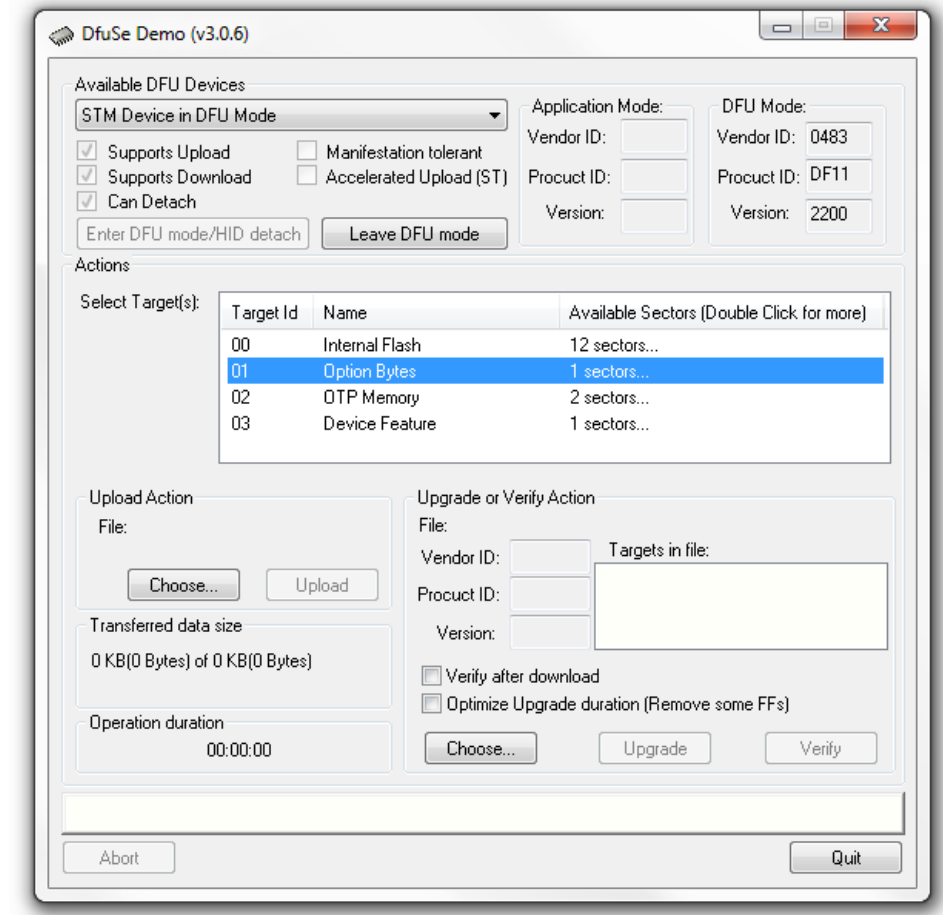 DfuSe Demo (v3.0.6)
Available DFU Devices
STM Device in DFU Mode
Supports Upload
Manifestation tolerant
Supports Download
Accelerated Upload (ST)
Can Detach
Enter DFU mode/HID detach
Leave DFU mode
Application Mode:
Vendor ID:
Procuct ID:
Version:
DFU Mode:
Vendor ID: 0483
Procuct ID: DF11
Version: 2200
Actions
Select Target(s):
Target Id Name Available Sectors (Double Click for more)
00 Internal Flash 12 sectors...
01 Option Bytes 1 sectors...
02 OTP Memory 2 sectors...
03 Device Feature 1 sectors...
Upload Action
File:
Choose...
Upload
Transferred data size
0 KB(0 Bytes) of 0 KB(0 Bytes)
Operation duration
00:00:00
Upgrade or Verify Action
File:
Vendor ID:
Procuct ID:
Version:
Targets in file:
Verify after download
Optimize Upgrade duration (Remove some FFs)
Choose...
Upgrade
Verify
Abort
Quit